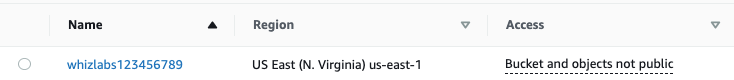 Name Region Access
whizlabs123456789 US East (N. Virginia) us-east-1 Bucket and objects not public